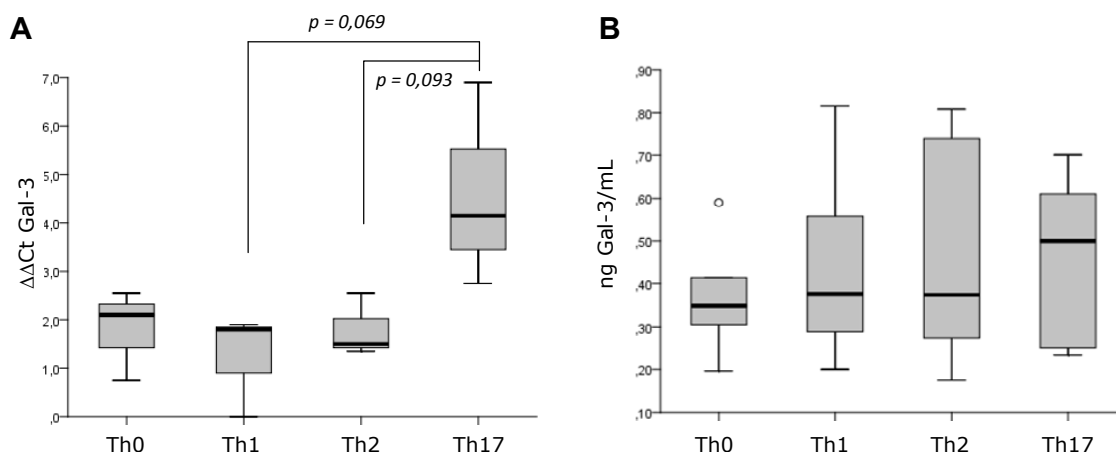 A
p = 0,069
p = 0,093
7,0
6,0
5,0
4,0
3,0
2,0
1,0
,0
ΔΔCt Gal-3
Th0 Th1 Th2 Th17
B
,90
,80
,70
,60
,50
,40
,30
,20
,10
ng Gal-3/mL
Th0 Th1 Th2 Th17